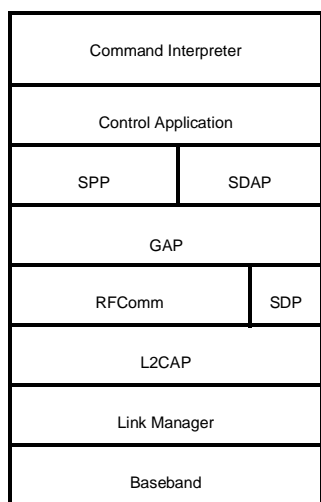 Command Interpreter
Control Application
SPP SDAP
GAP
RFComm SDP
L2CAP
Link Manager
Baseband